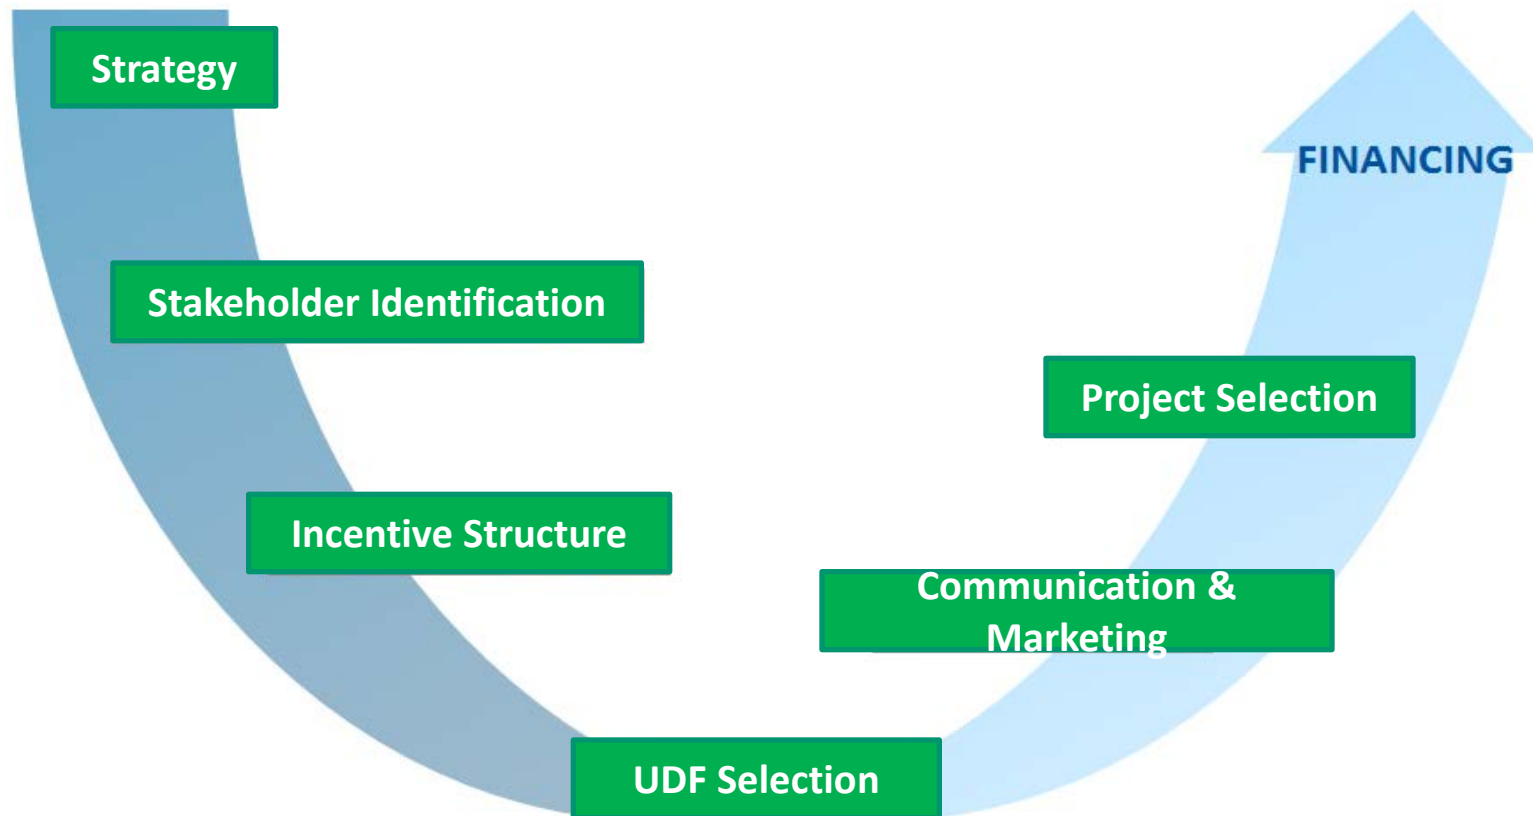 Strategy
Stakeholder Identification
Incentive Structure
UDF Selection
Communication &
Marketing
Project Selection
FINANCING